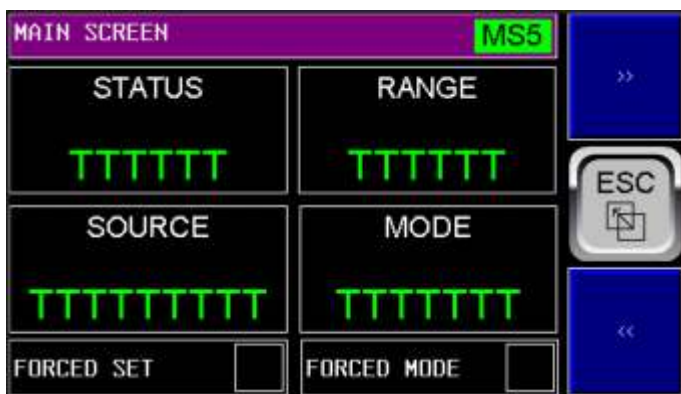 MAIN SCREEN MS5
>>
STATUS RANGE
TTTTTT TTTTTT
ESC
SOURCE MODE
TTTTTTTTT TTTTTTT
<<
FORCED SET FORCED MODE